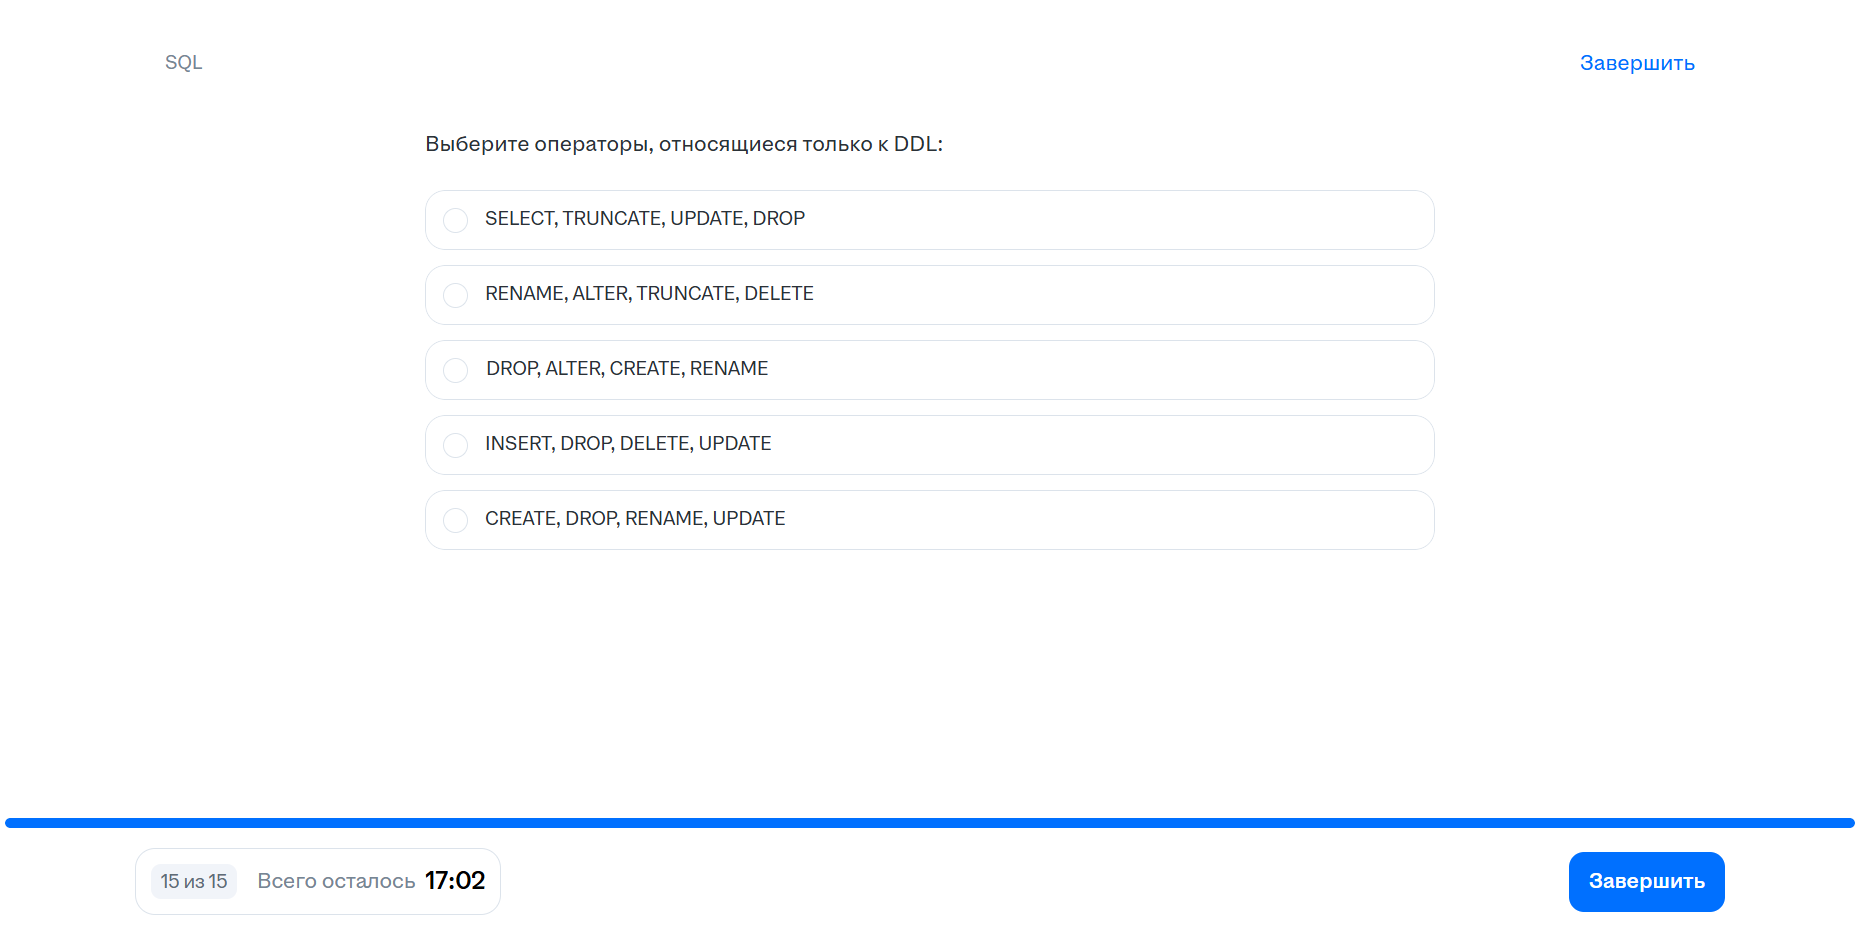 SQL
Завершить
Выберите операторы, относящиеся только к DDL:
SELECT, TRUNCATE, UPDATE, DROP
RENAME, ALTER, TRUNCATE, DELETE
DROP, ALTER, CREATE, RENAME
INSERT, DROP, DELETE, UPDATE
CREATE, DROP, RENAME, UPDATE
15 из 15 Всего осталось 17:02
Завершить